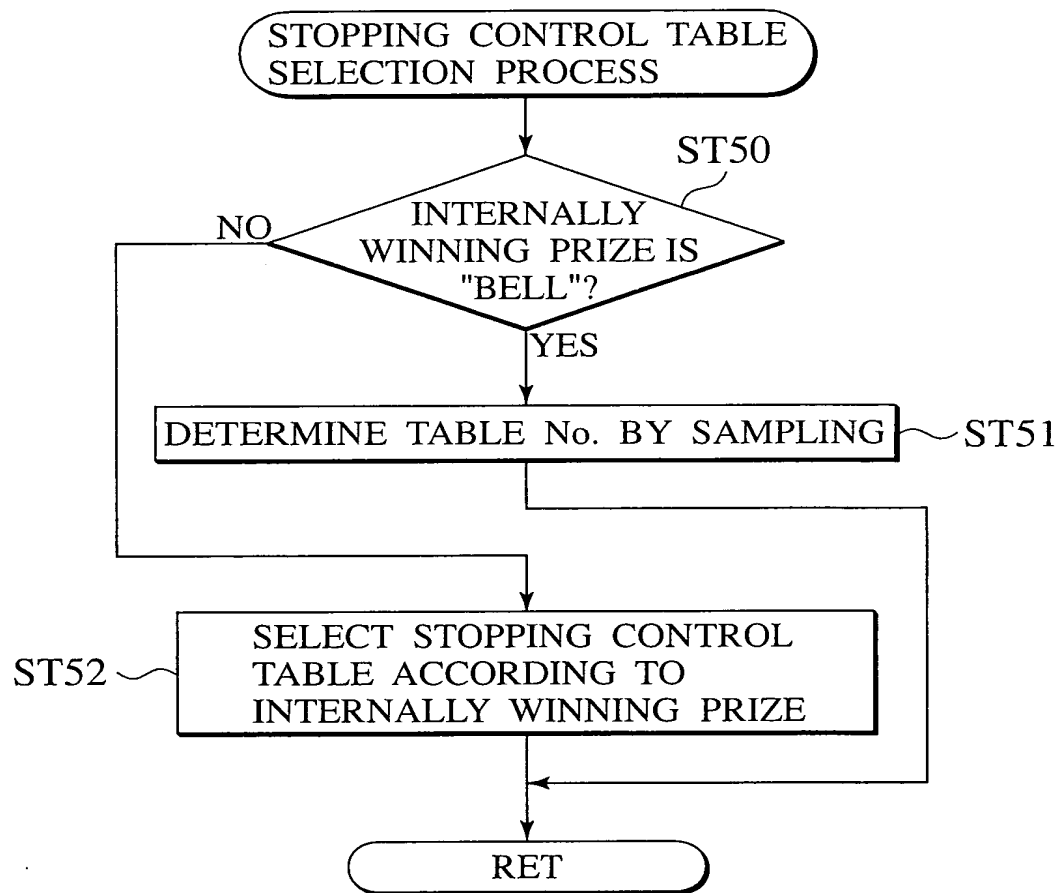 STOPPING CONTROL TABLE
SELECTION PROCESS
ST50
NO
INTERNALLY
WINNING PRIZE IS
"BELL"?
YES
DETERMINE TABLE No. BY SAMPLING
ST51
ST52
SELECT STOPPING CONTROL
TABLE ACCORDING TO
INTERNALLY WINNING PRIZE
RET